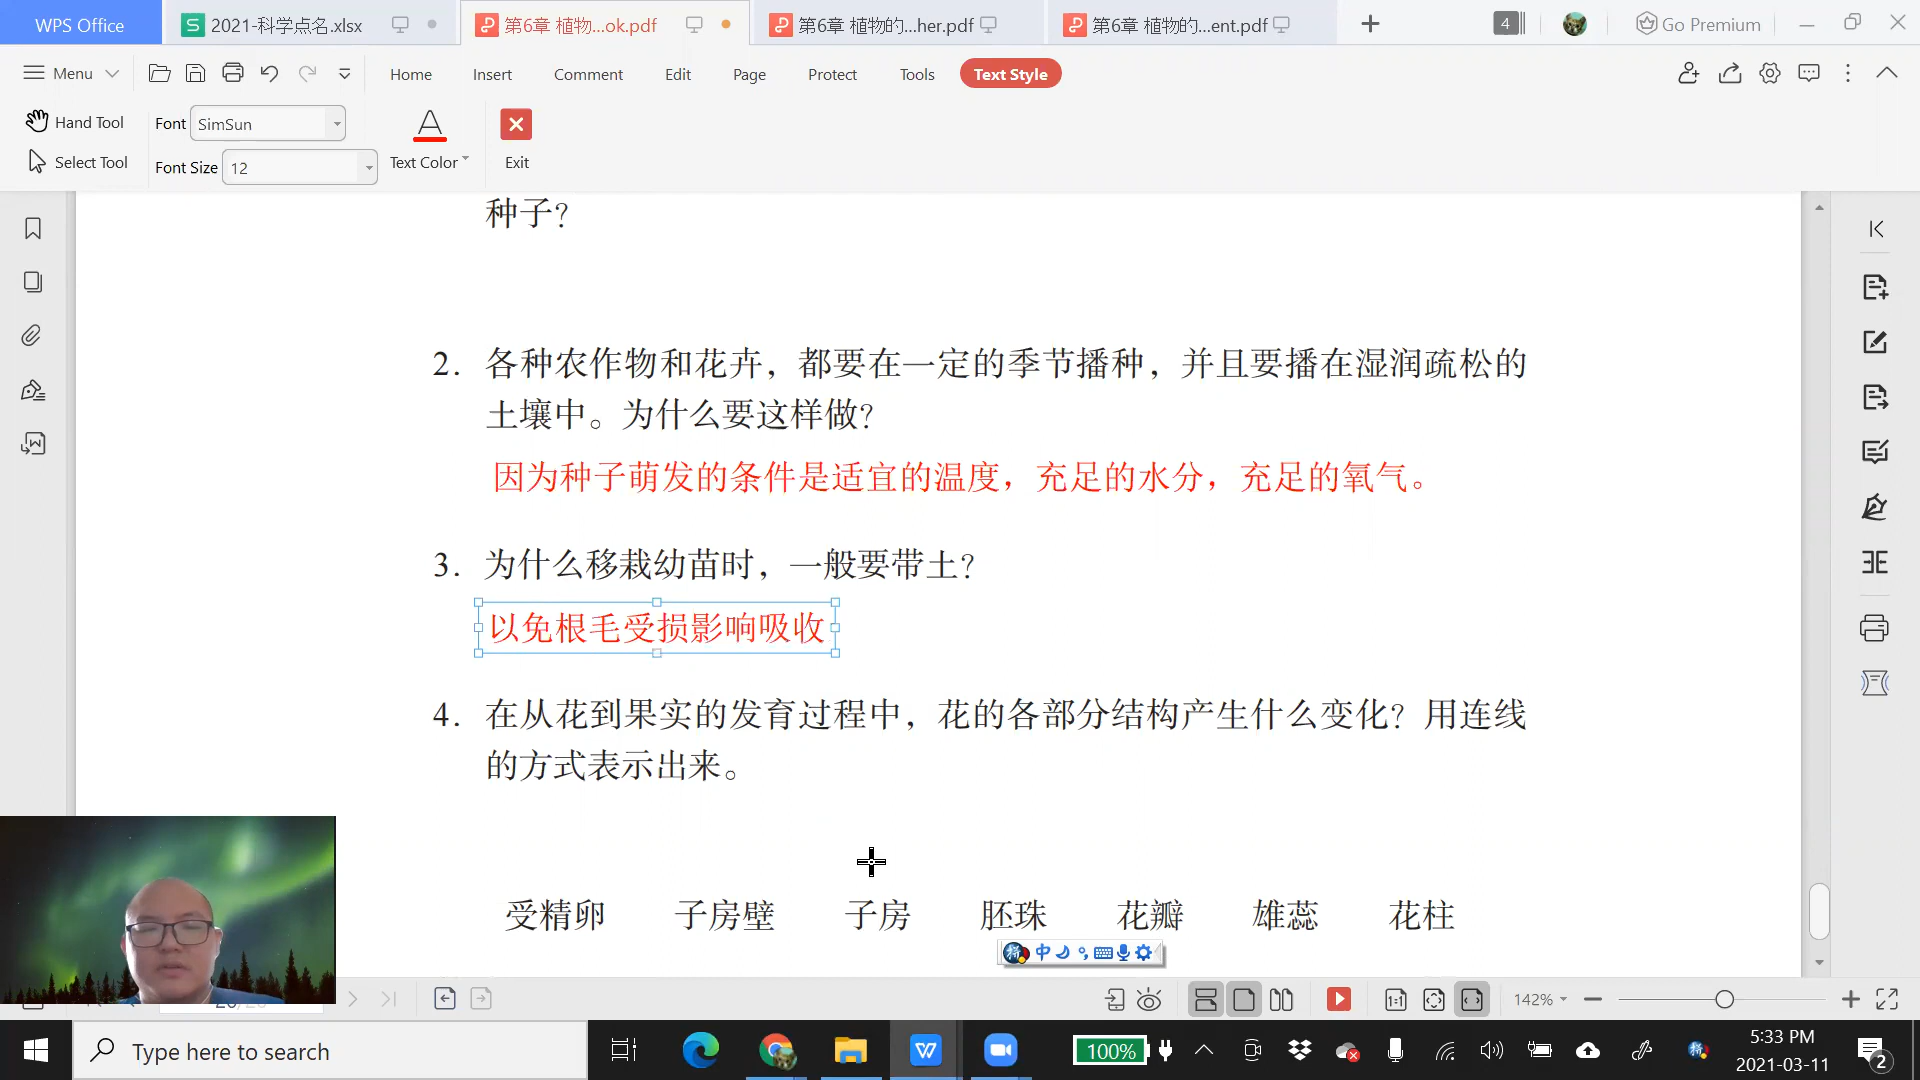 WPS Office
2021-科学点名.xlsx
第6章 植物...ok.pdf
第6章 植物的...her.pdf
第6章 植物的...ent.pdf
4
Go Premium
Menu
Home
Insert
Comment
Edit
Page
Protect
Tools
Text Style
Hand Tool
Font
SimSun
Select Tool
Font Size
12
Text Color
Exit
种子？
2. 各种农作物和花卉，都要在一定的季节播种，并且要播在湿润疏松的
土壤中。为什么要这样做？
因为种子萌发的条件是适宜的温度，充足的水分，充足的氧气。
3. 为什么移栽幼苗时，一般要带土？
以免根毛受损影响吸收
4. 在从花到果实的发育过程中，花的各部分结构产生什么变化？用连线
的方式表示出来。
受精卵 子房壁 子房 胚珠 花瓣 雄蕊 花柱
中
142%
Type here to search
100%
5:33 PM
2021-03-11
2